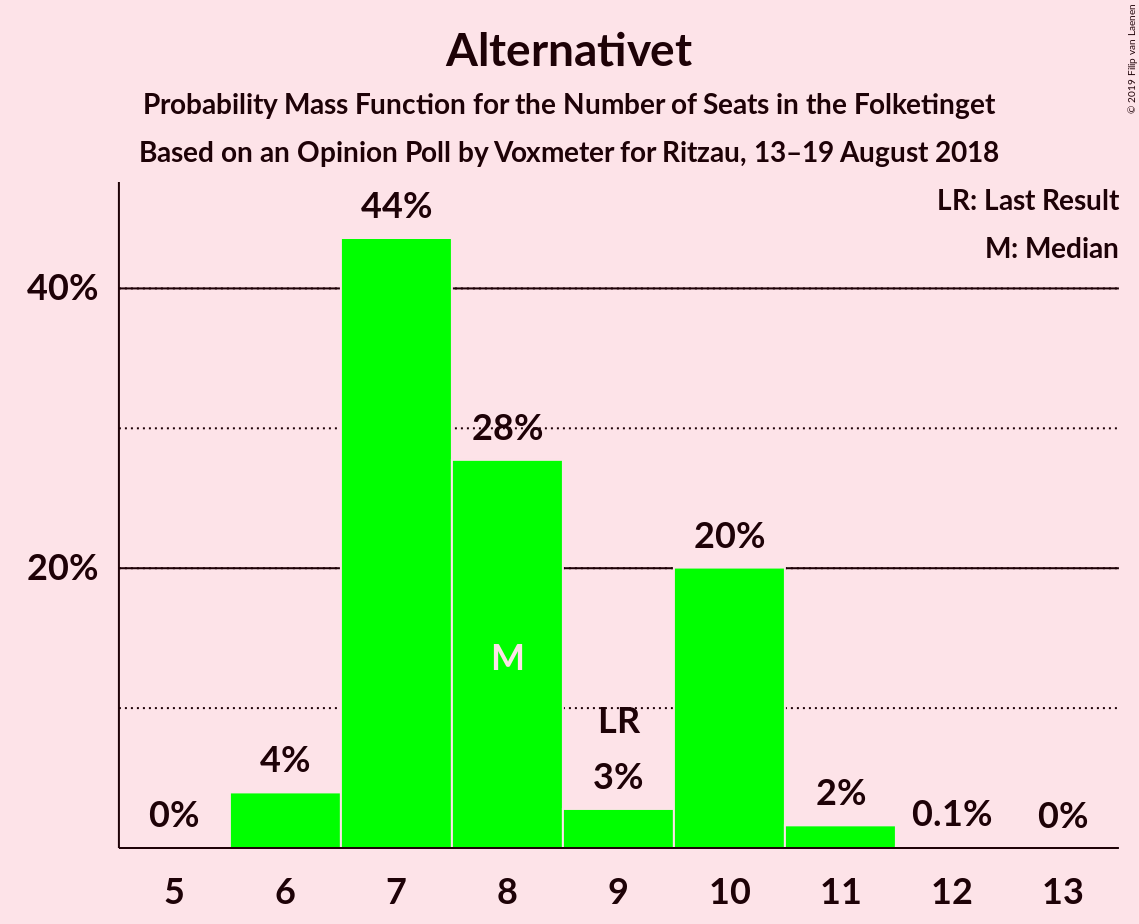 Alternativet
Probability Mass Function for the Number of Seats in the Folketinget
Based on an Opinion Poll by Voxmeter for Ritzau, 13–19 August 2018
© 2019 Filip van Laenen
LR: Last Result
M: Median
44%
40%
28%
20%
20%
M
LR
4%
3%
2%
0%
0.1%
0%
5 6 7 8 9 10 11 12 13